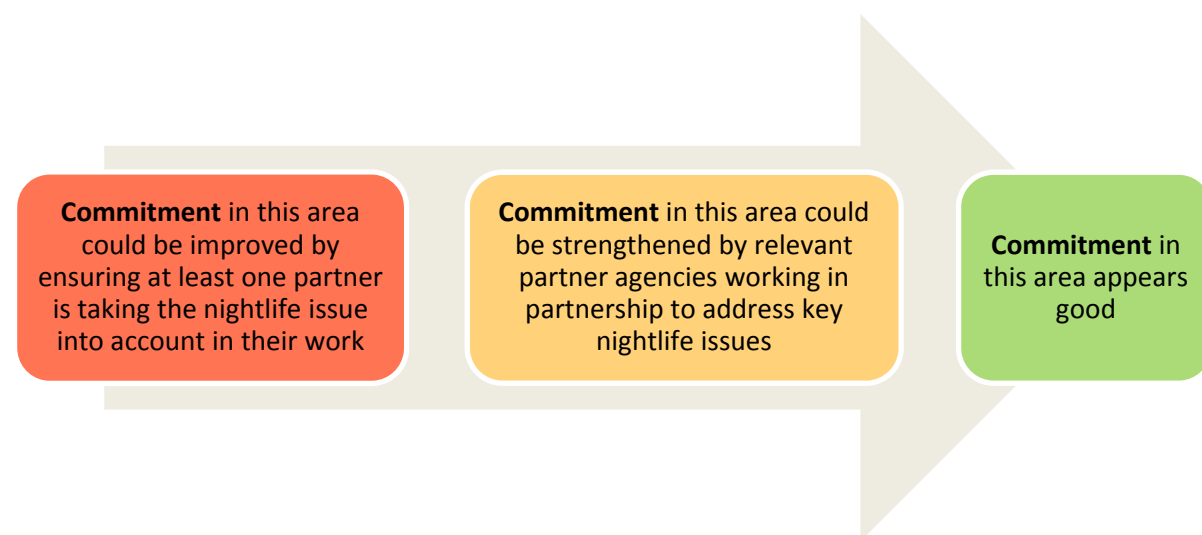 Commitment in this area
could be improved by
ensuring at least one partner
is taking the nightlife issue
into account in their work
Commitment in this area could
be strengthened by relevant
partner agencies working in
partnership to address key
nightlife issues
Commitment in
this area appears
good